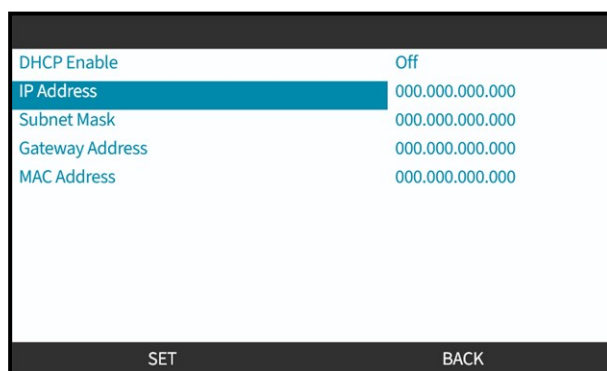 DHCP Enable Off
IP Address 000.000.000.000
Subnet Mask 000.000.000.000
Gateway Address 000.000.000.000
MAC Address 000.000.000.000
SET BACK